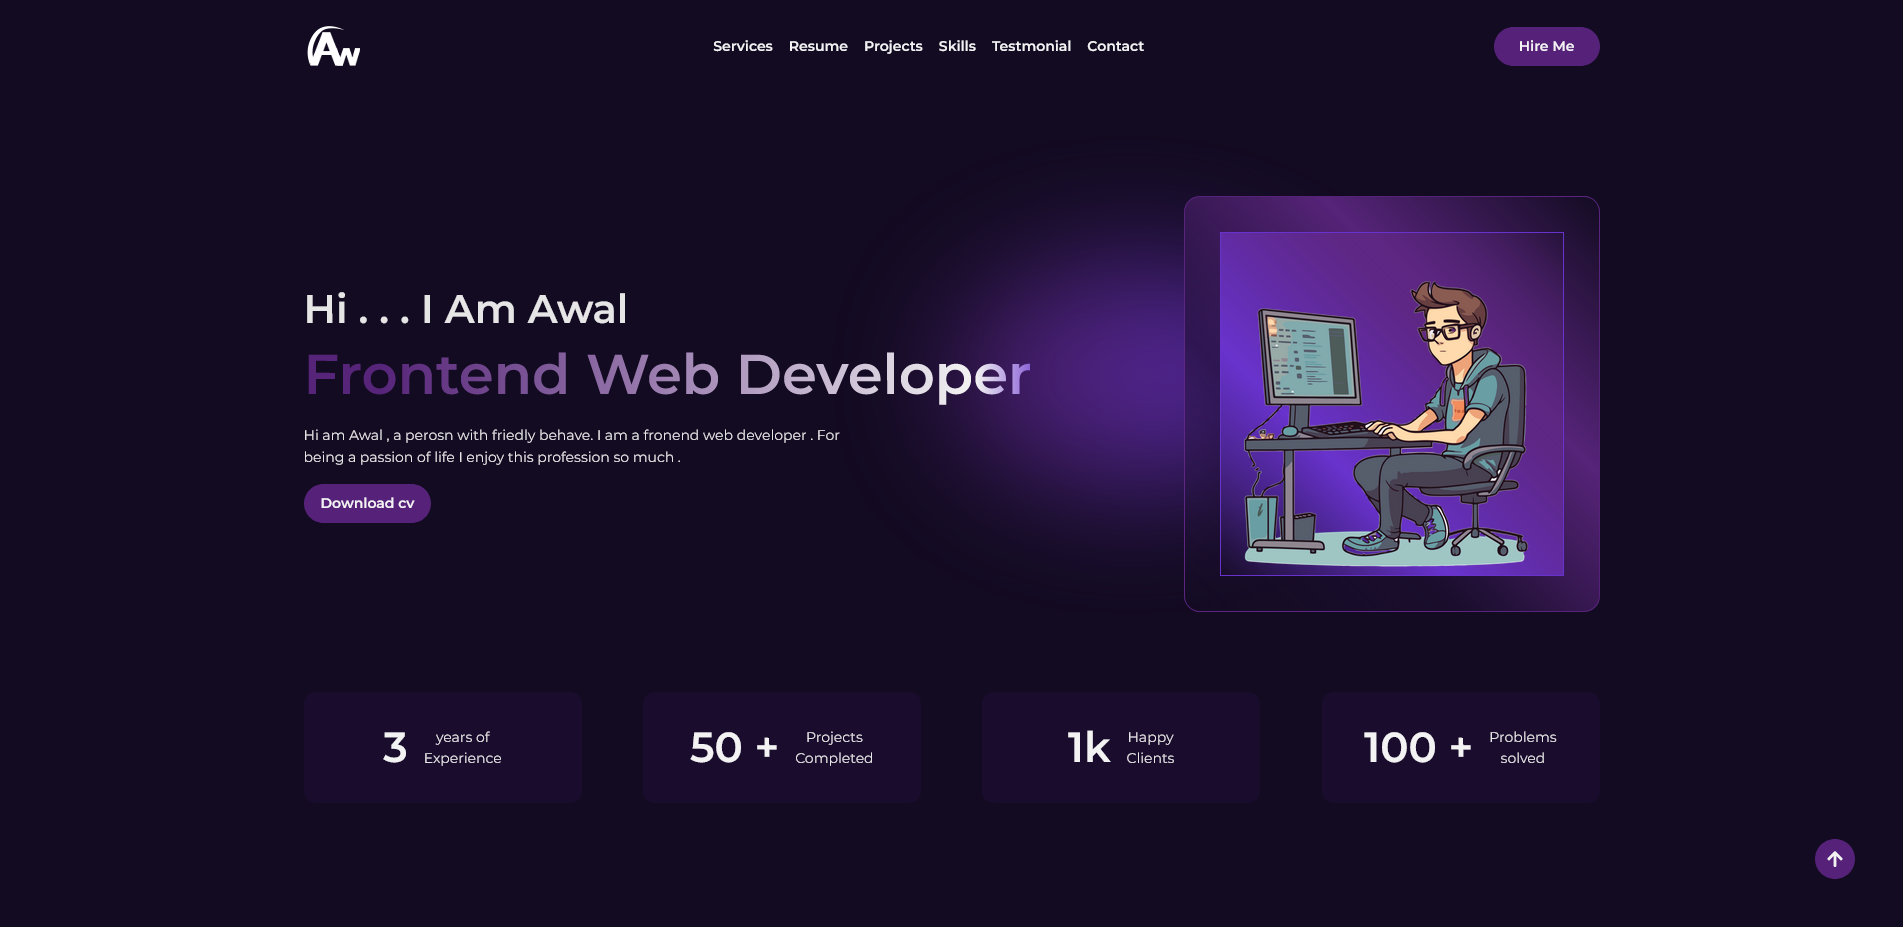 Aw
Services Resume Projects Skills Testmonial Contact
Hire Me
Hi . . . I Am Awal
Frontend Web Developer
Hi am Awal , a perosn with friedly behave. I am a fronend web developer . For
being a passion of life I enjoy this profession so much .
Download cv
3 years of
Experience
50 + Projects
Completed
1k Happy
Clients
100 + Problems
solved